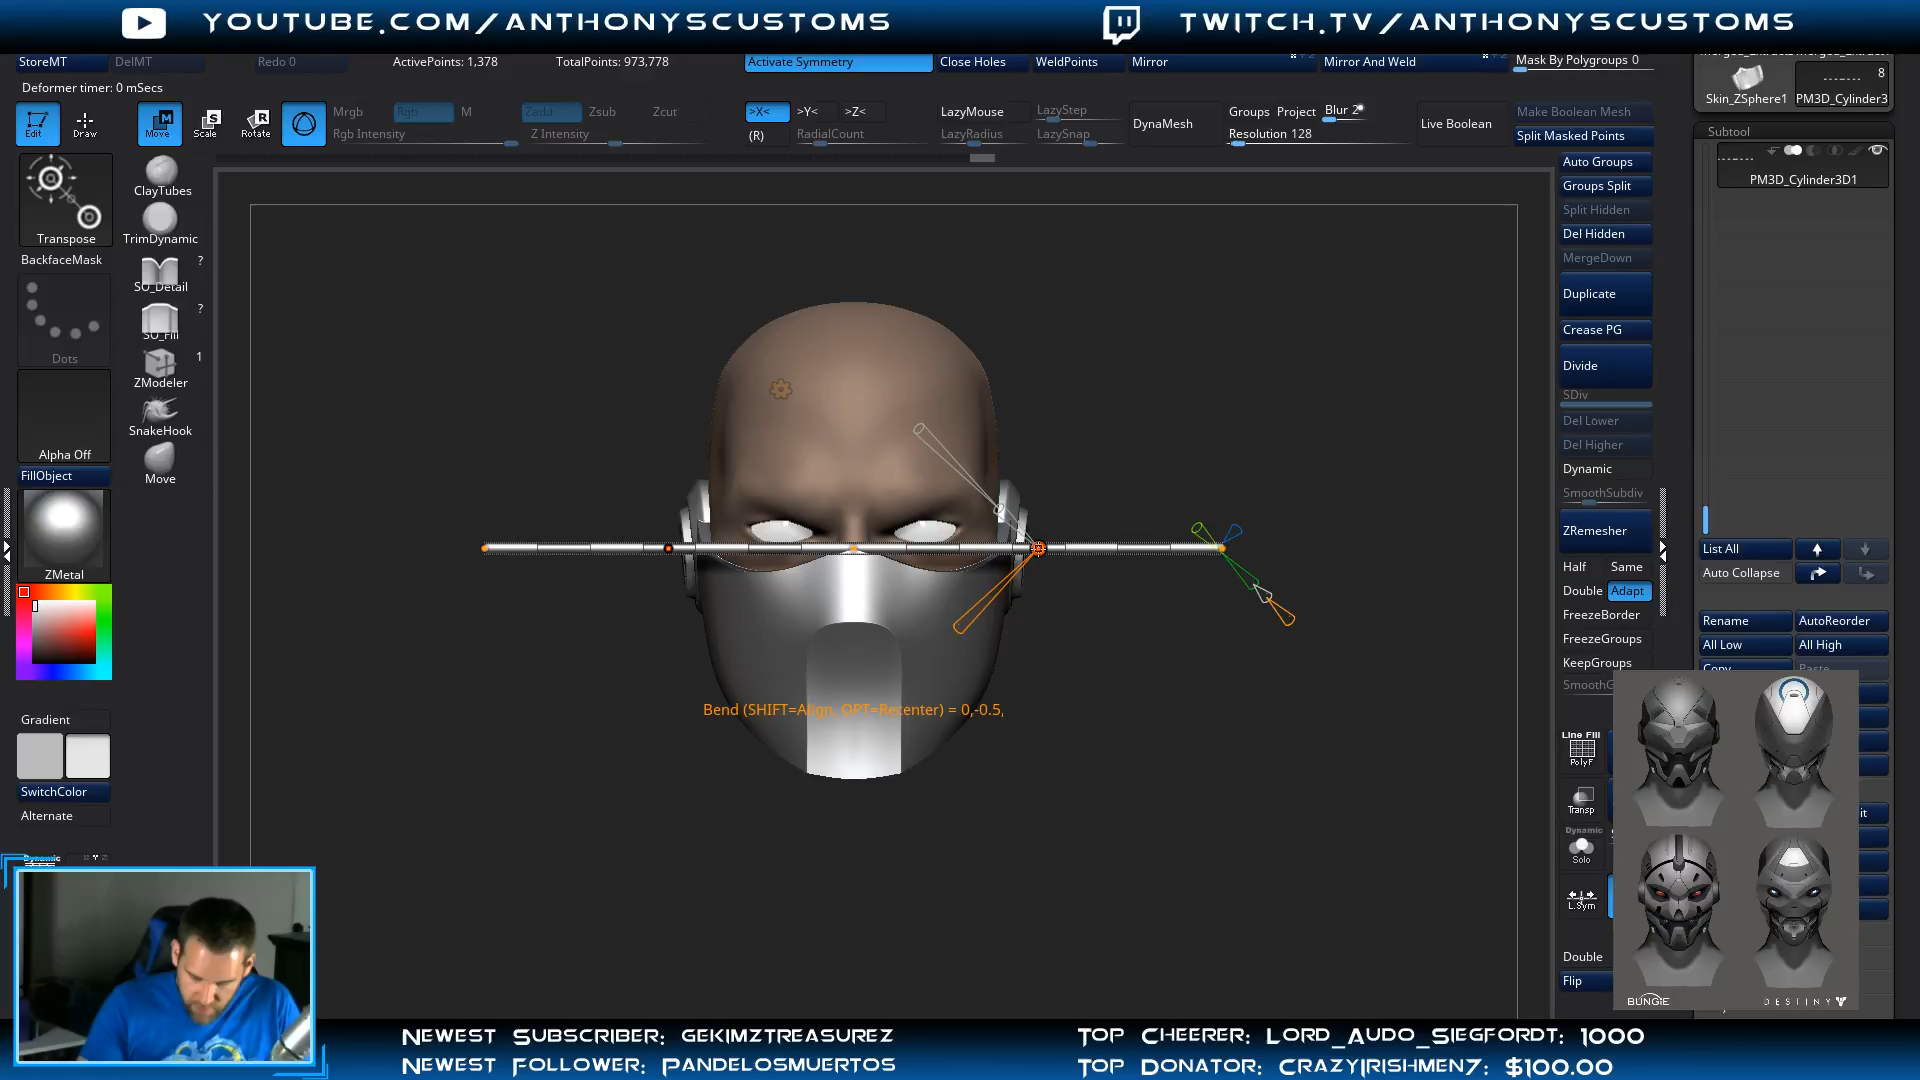 YOUTUBE.COM/ANTHONYSCUSTOMS
TWITCH.TV/ANTHONYSCUSTOMS
StoreMT
DelMT
Redo 0
ActivePoints: 1,378
TotalPoints: 973,778
Activate Symmetry
Close Holes
WeldPoints
Mirror
Mirror And Weld
Mask By Polygroups 0
Skin_ZSphere1
8
PM3D_Cylinder3
Deformer timer: 0 mSecs
Edit
Draw
Move
Scale
Rotate
Mrgb
Rgb
M
Zadd
Zsub
Zcut
Rgb Intensity
Z Intensity
>X<
>Y<
>Z<
(R)
RadialCount
LazyMouse
LazyStep
LazyRadius
LazySnap
DynaMesh
Groups
Project
Blur 2
Resolution 128
Live Boolean
Make Boolean Mesh
Split Masked Points
Subtool
PM3D_Cylinder3D1
Auto Groups
Groups Split
Split Hidden
Del Hidden
MergeDown
Duplicate
Crease PG
Divide
SDiv
Del Lower
Del Higher
Dynamic
SmoothSubdiv
ZRemesher
Half
Same
Double
Adapt
FreezeBorder
FreezeGroups
KeepGroups
Transpose
BackfaceMask
Dots
Alpha Off
FillObject
ZMetal
Gradient
SwitchColor
Alternate
Dynamic
ClayTubes
TrimDynamic
?
SO_Detail
?
SO_Fill
1
ZModeler
SnakeHook
Move
Bend (SHIFT=Align, OPT=Recenter) = 0,-0.5,
List All
Auto Collapse
Rename
AutoReorder
All Low
All High
Copy
Paste
Line Fill
PolyF
Transp
Dynamic
Solo
L.Sym
Double
Flip
BUNGIE
DESTINY
Newest Subscriber: gekimztreasurez
Newest Follower: Pandelosmuertos
Top Cheerer: Lord_Audo_Siegfordt: 1000
Top Donator: CrazyIrishmen7: $100.00